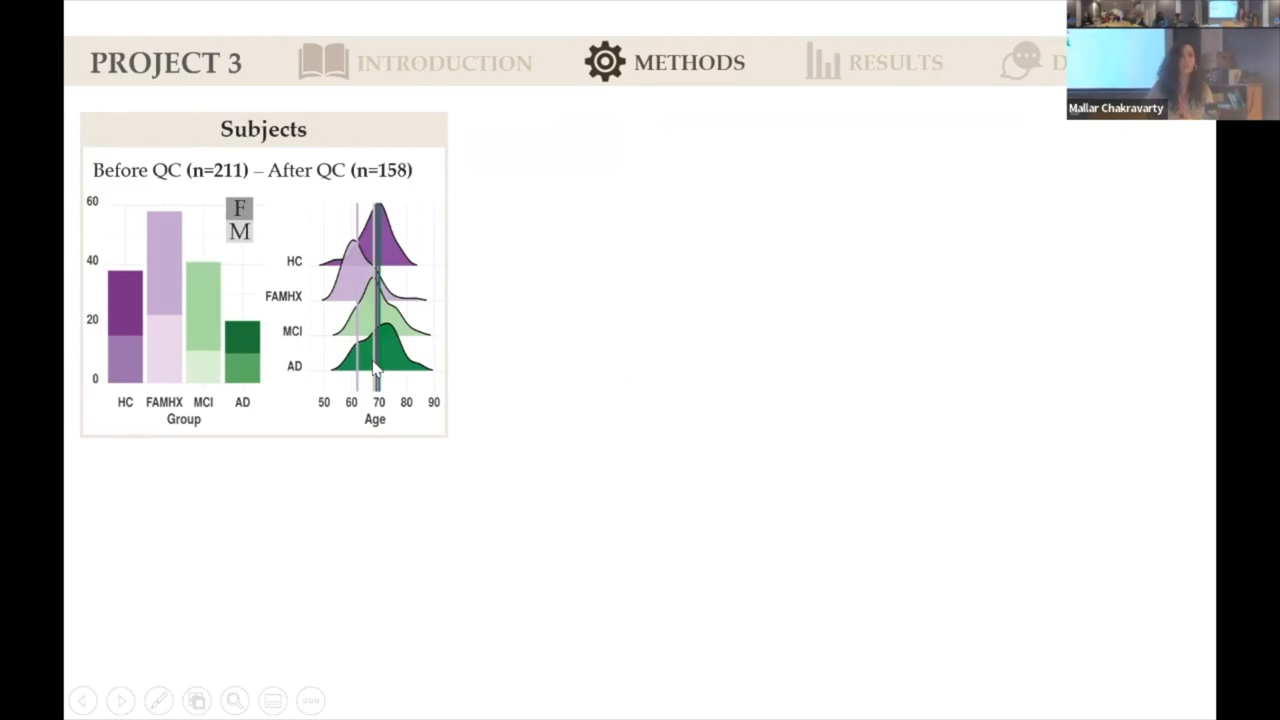 PROJECT 3
INTRODUCTION
METHODS
RESULTS
D
Mallar Chakravarty
Subjects
Before QC (n=211) – After QC (n=158)
60
40
20
0
F
M
HC FAMHX MCI AD
Group
HC
FAMHX
MCI
AD
50 60 70 80 90
Age